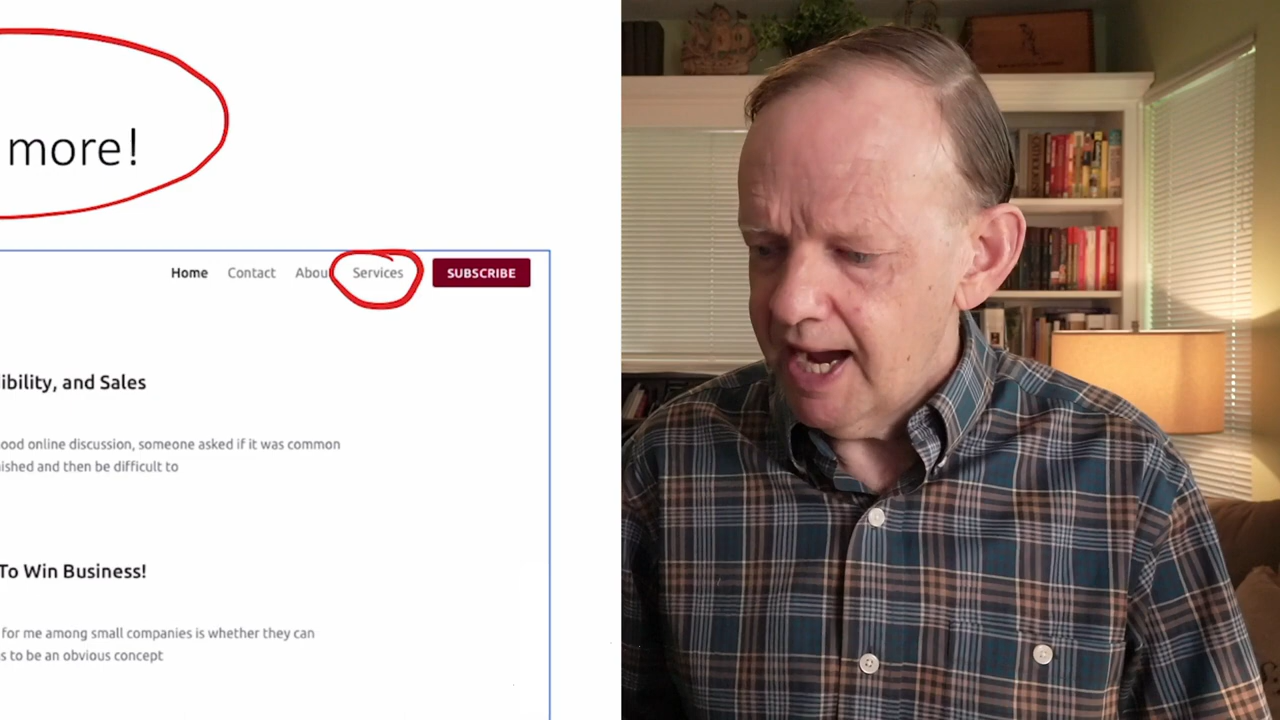 more!
Home Contact Abou Services SUBSCRIBE
ibility, and Sales
ood online discussion, someone asked if it was common
ished and then be difficult to
To Win Business!
for me among small companies is whether they can
s to be an obvious concept